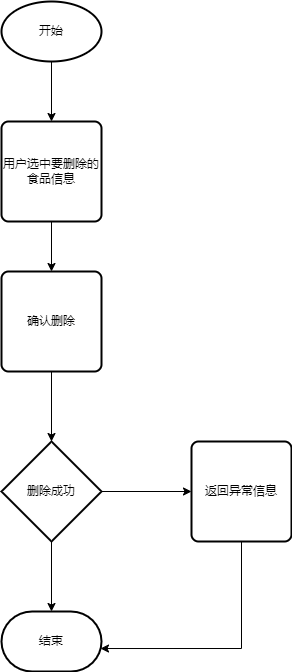 开始
用户选中要删除的
食品信息
确认删除
删除成功
返回异常信息
结束